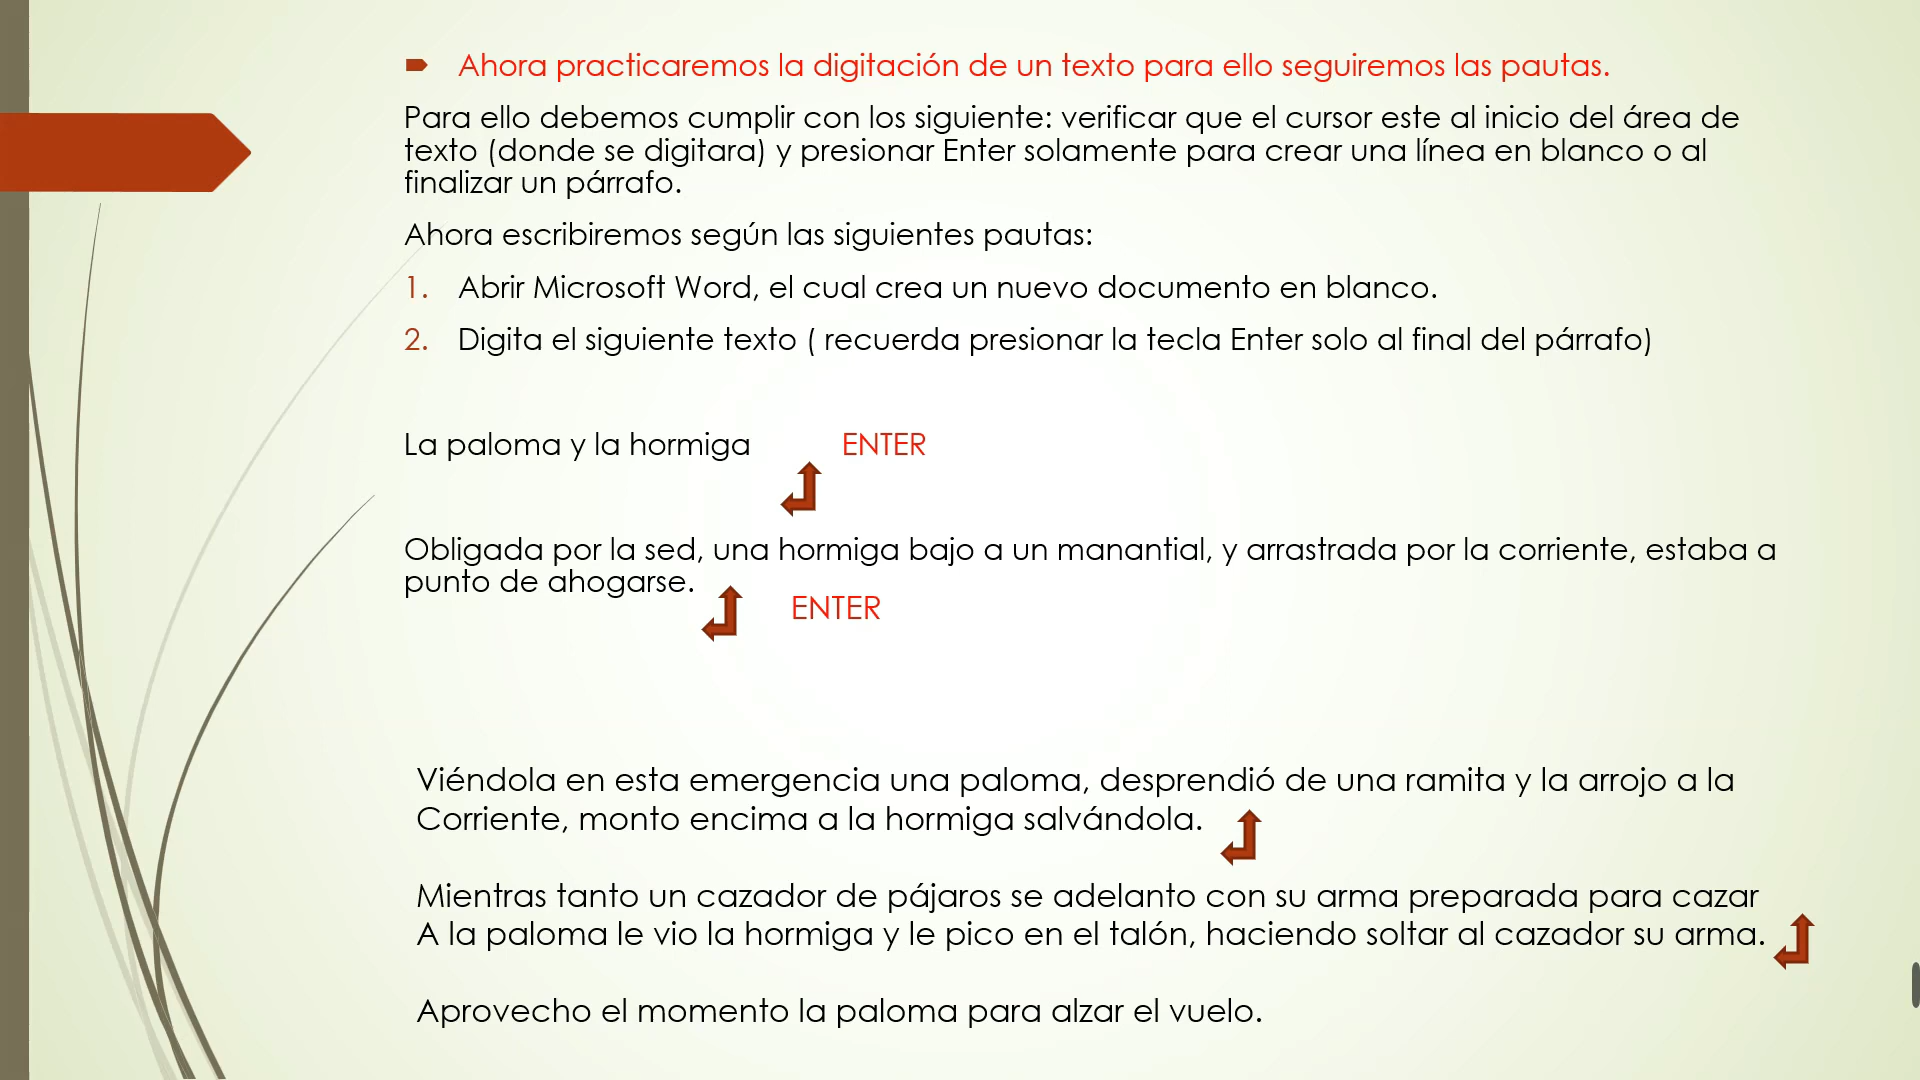 Ahora practicaremos la digitación de un texto para ello seguiremos las pautas.
Para ello debemos cumplir con los siguiente: verificar que el cursor este al inicio del área de
texto (donde se digitara) y presionar Enter solamente para crear una línea en blanco o al
finalizar un párrafo.
Ahora escribiremos según las siguientes pautas:
1. Abrir Microsoft Word, el cual crea un nuevo documento en blanco.
2. Digita el siguiente texto ( recuerda presionar la tecla Enter solo al final del párrafo)
La paloma y la hormiga ENTER
Obligada por la sed, una hormiga bajo a un manantial, y arrastrada por la corriente, estaba a
punto de ahogarse.
ENTER
Viéndola en esta emergencia una paloma, desprendió de una ramita y la arrojo a la
Corriente, monto encima a la hormiga salvándola.
Mientras tanto un cazador de pájaros se adelanto con su arma preparada para cazar
A la paloma le vio la hormiga y le pico en el talón, haciendo soltar al cazador su arma.
Aprovecho el momento la paloma para alzar el vuelo.